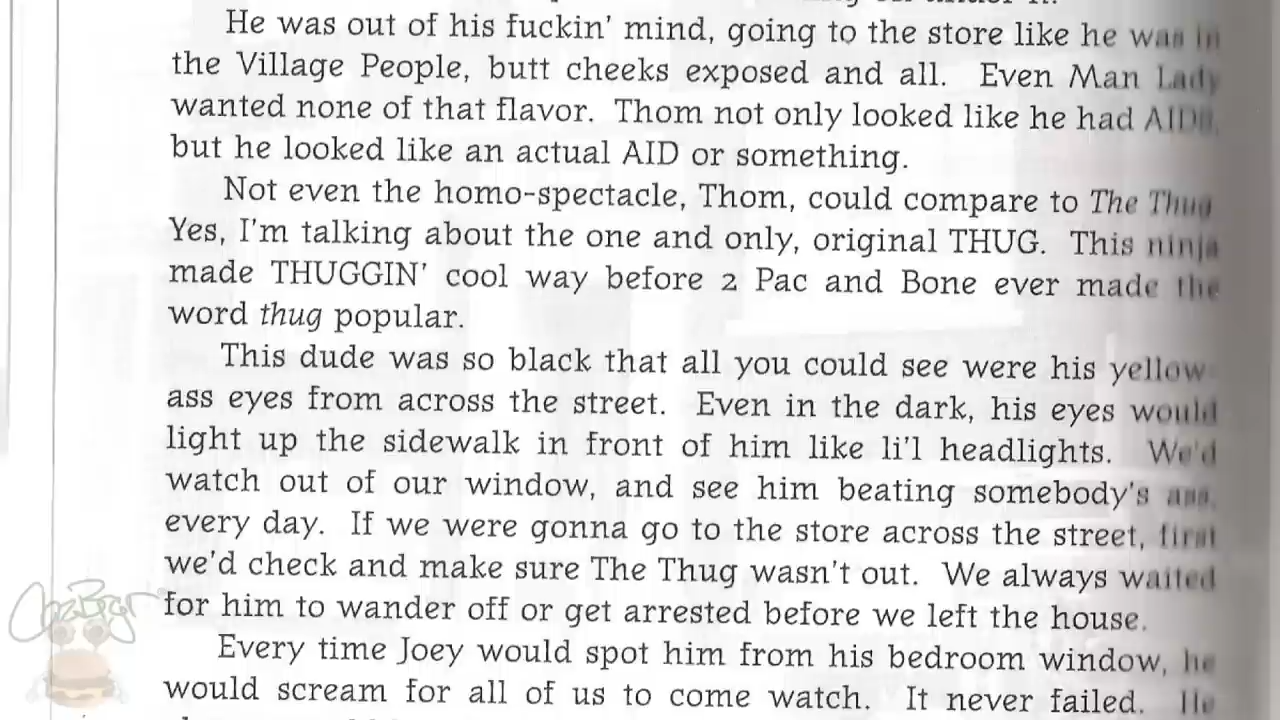 He was out of his fuckin' mind, going to the store like he was in
the Village People, butt cheeks exposed and all. Even Man Lady
wanted none of that flavor. Thom not only looked like he had AIDS,
but he looked like an actual AID or something.
Not even the homo-spectacle, Thom, could compare to The Thug
Yes, I'm talking about the one and only, original THUG. This ninja
made THUGGIN' cool way before 2 Pac and Bone ever made the
word thug popular.
This dude was so black that all you could see were his yellow
ass eyes from across the street. Even in the dark, his eyes would
light up the sidewalk in front of him like li'l headlights. We'd
watch out of our window, and see him beating somebody's ass,
every day. If we were gonna go to the store across the street, first
we'd check and make sure The Thug wasn't out. We always waited
for him to wander off or get arrested before we left the house.
Every time Joey would spot him from his bedroom window, he
would scream for all of us to come watch. It never failed. He